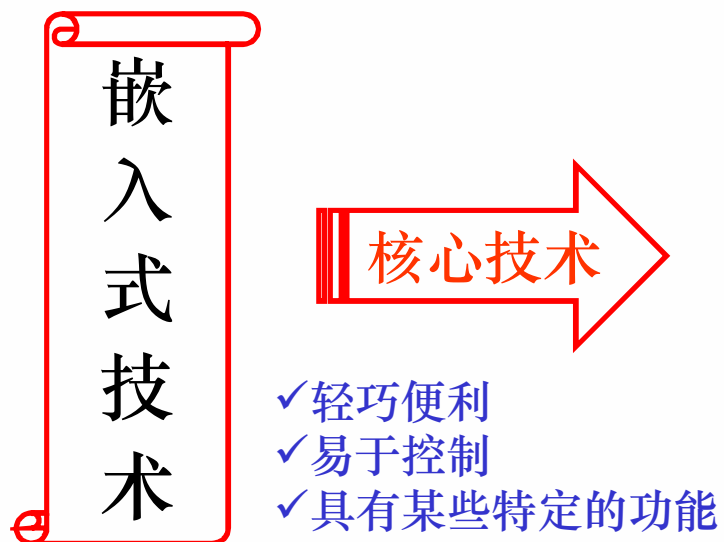 嵌入式技术
核心技术
✓轻巧便利
✓易于控制
✓具有某些特定的功能